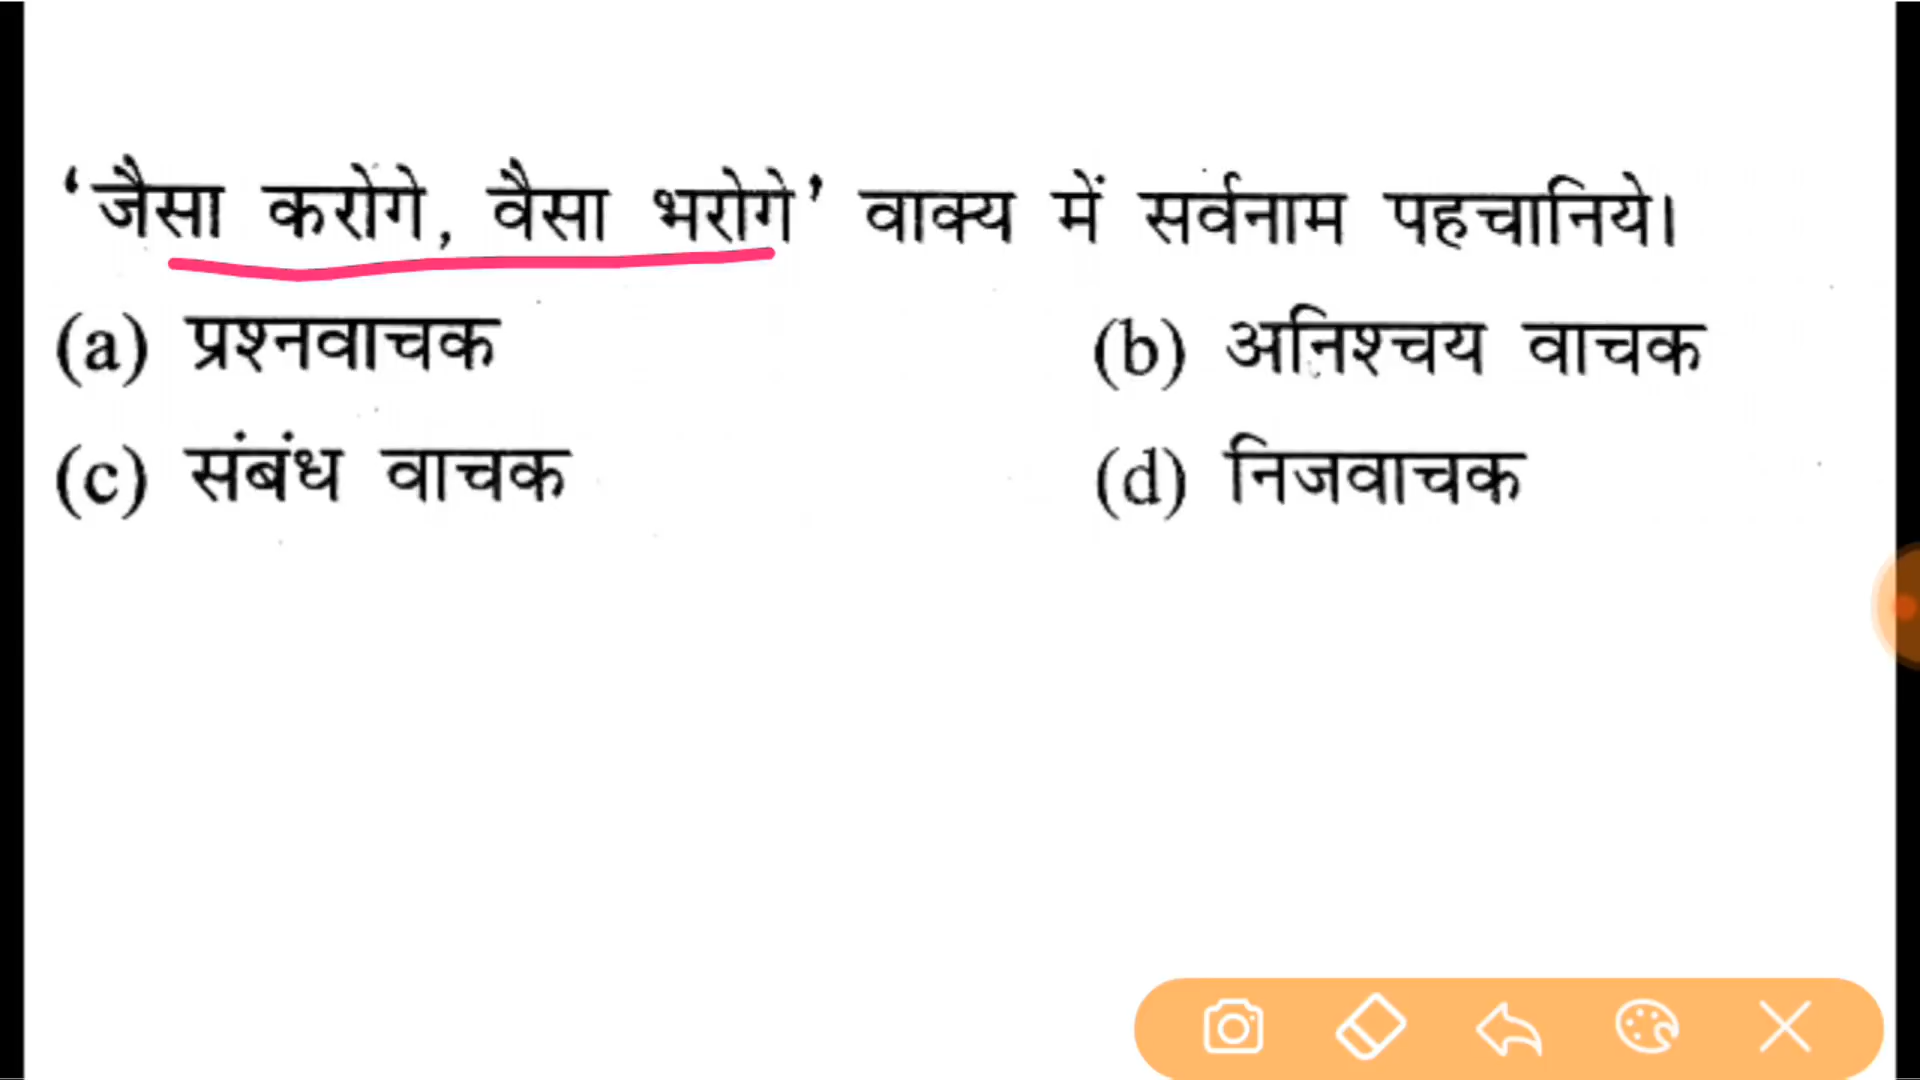 ‘जैसा करोगे, वैसा भरोगे’ वाक्य में सर्वनाम पहचानिये।
(a) प्रश्नवाचक (b) अनिश्चय वाचक
(c) संबंध वाचक (d) निजवाचक